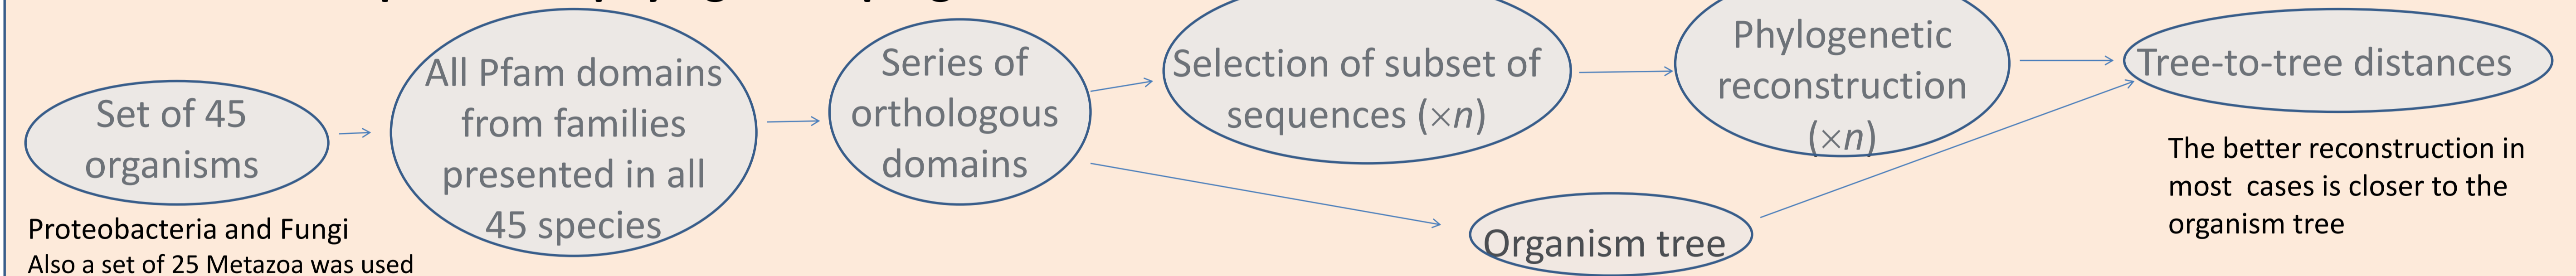 Set of 45
organisms
Proteobacteria and Fungi
Also a set of 25 Metazoa was used
All Pfam domains
from families
presented in all
45 species
Series of
orthologous
domains
Selection of subset of
sequences (×n)
Phylogenetic
reconstruction
(×n)
Organism tree
Tree-to-tree distances
The better reconstruction in
most cases is closer to the
organism tree